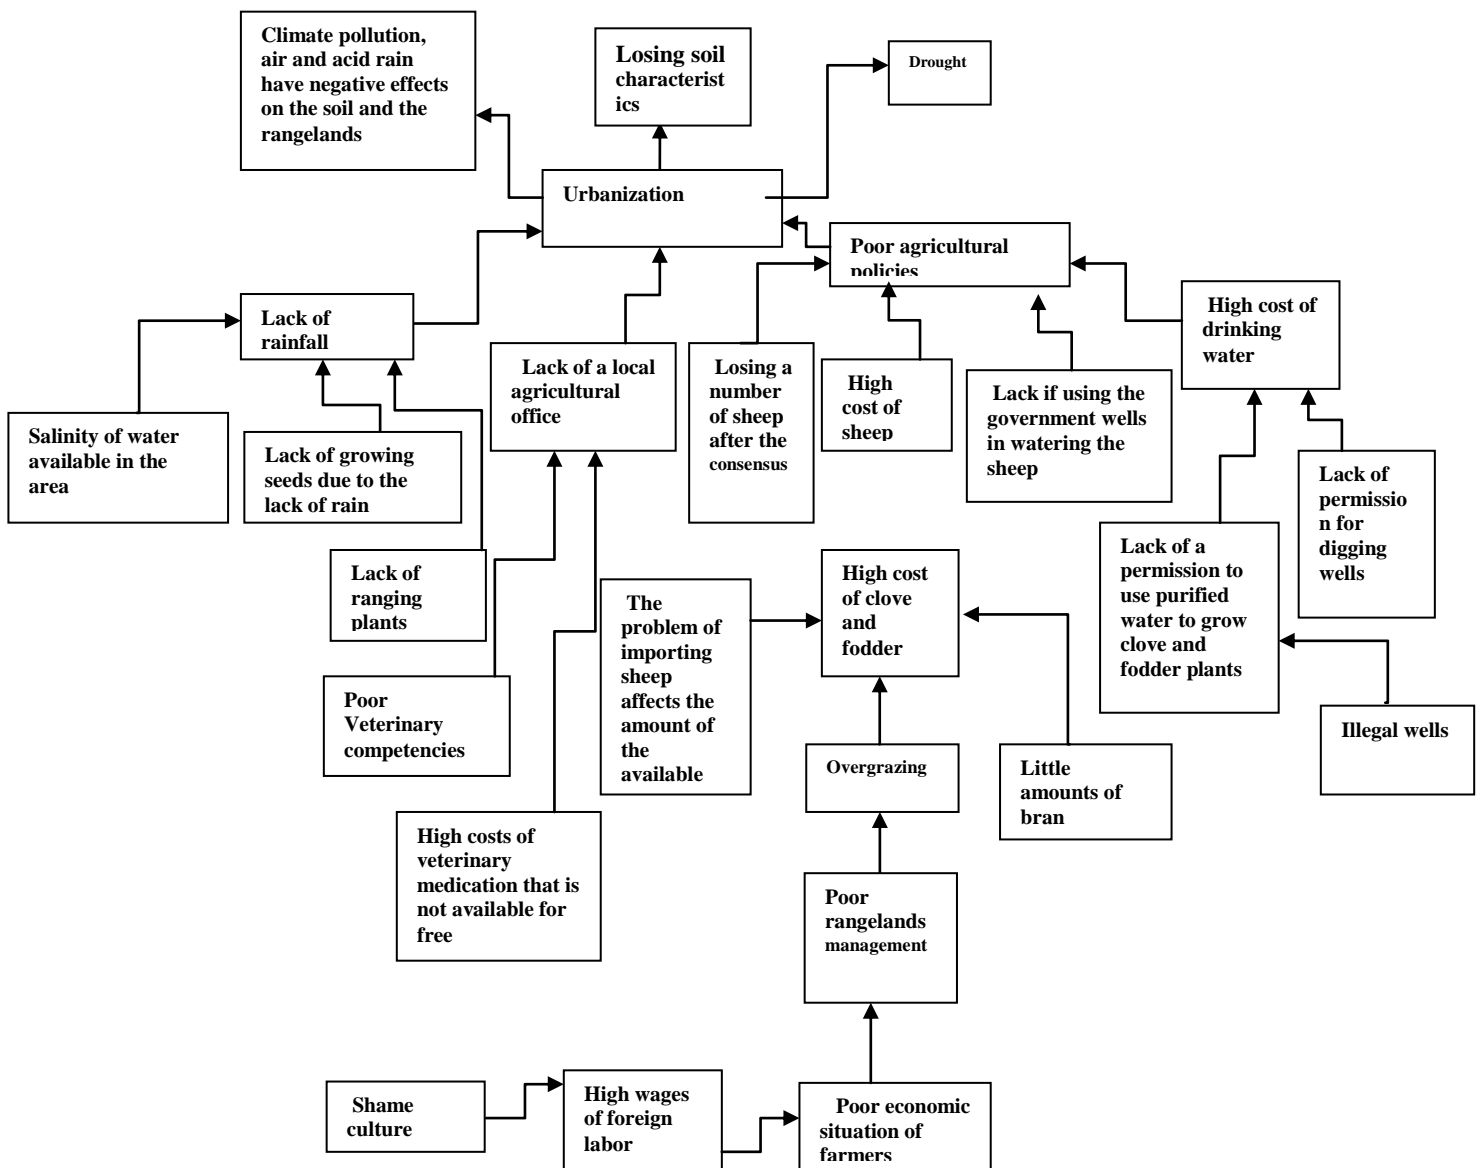 Climate pollution,
air and acid rain
have negative effects
on the soil and the
rangelands
Losing soil
characterist
ics
Drought
Urbanization
Poor agricultural
policies
Lack of
rainfall
High cost of
drinking
water
Lack of a local
agricultural
office
Losing a
number
of sheep
after the
consensus
High
cost of
sheep
Lack if using the
government wells
in watering the
sheep
Salinity of water
available in the
area
Lack of growing
seeds due to the
lack of rain
Lack of
permissio
n for
digging
wells
Lack of
ranging
plants
The
problem of
importing
sheep
affects the
amount of
the
available
High cost
of clove
and
fodder
Lack of a
permission to
use purified
water to grow
clove and
fodder plants
Poor
Veterinary
competencies
Overgrazing
Little
amounts of
bran
Illegal wells
High costs of
veterinary
medication that is
not available for
free
Poor
rangelands
management
Shame
culture
High wages
of foreign
labor
Poor economic
situation of
farmers